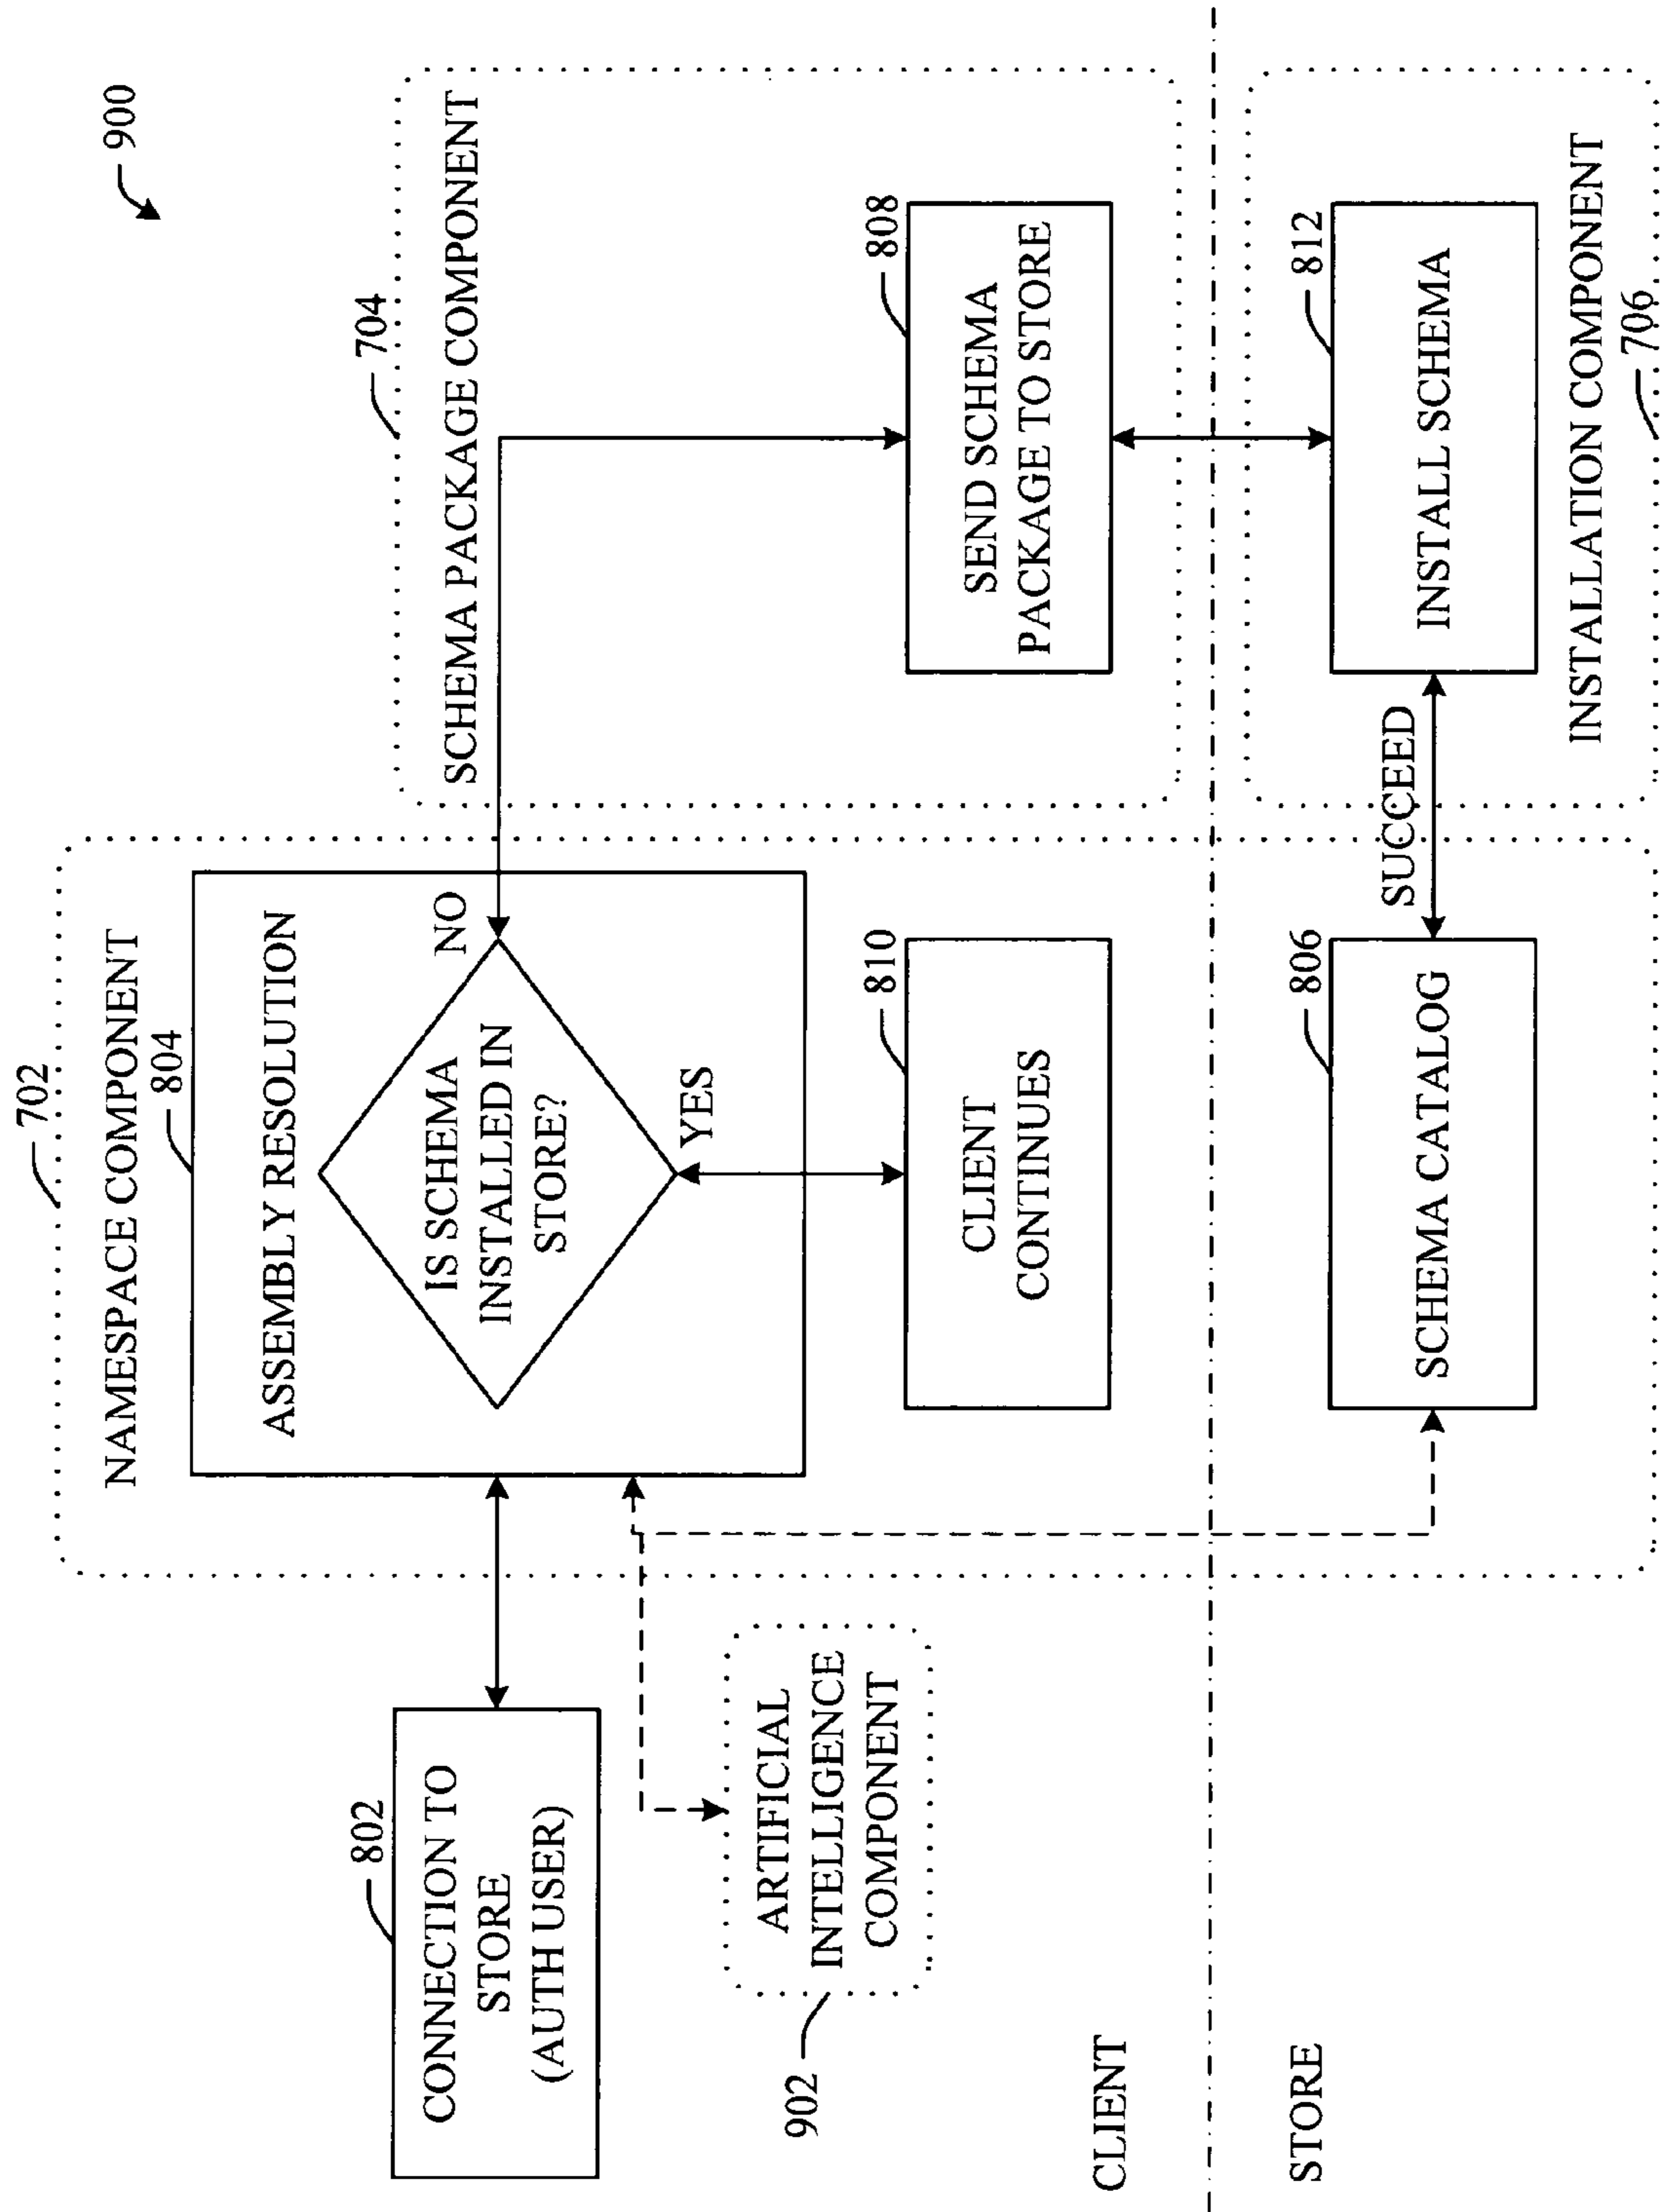 900
702
NAMESPACE COMPONENT
804
ASSEMBLY RESOLUTION
IS SCHEMA
INSTALLED IN
STORE?
NO
YES
704
SCHEMA PACKAGE COMPONENT
802
CONNECTION TO
STORE
(AUTH USER)
ARTIFICIAL
INTELLIGENCE
COMPONENT
902
810
CLIENT
CONTINUES
808
SEND SCHEMA
PACKAGE TO STORE
CLIENT
STORE
806
SCHEMA CATALOG
SUCCEED
812
INSTALL SCHEMA
INSTALLATION COMPONENT
706